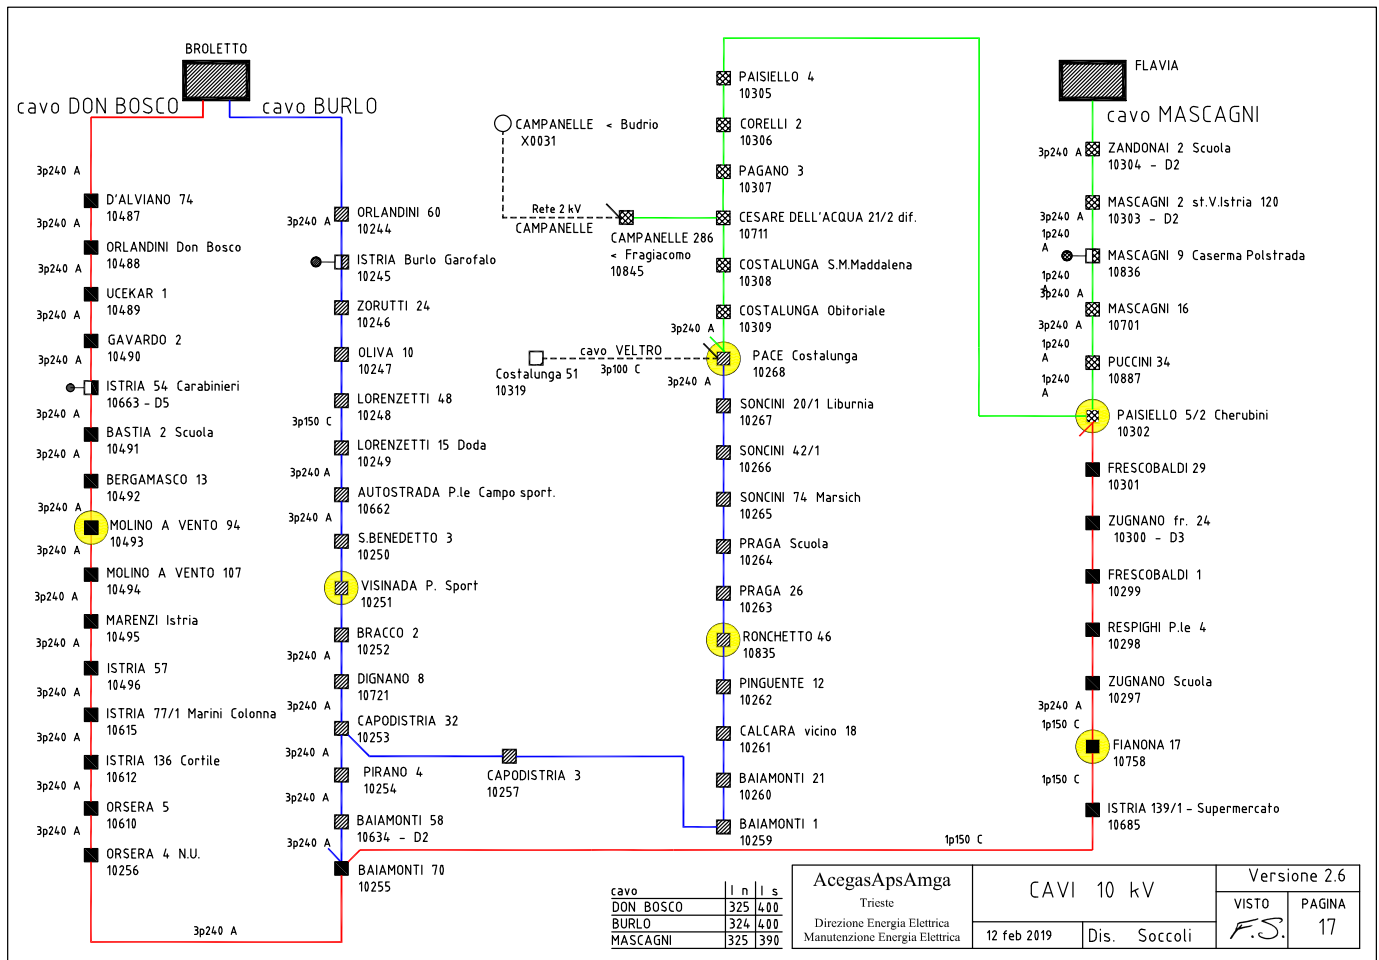 BROLETTO
cavo DON BOSCO
cavo BURLO
3p240 A
D'ALVIANO 74
10487
3p240 A
ORLANDINI Don Bosco
10488
3p240 A
UCEKAR 1
10489
3p240 A
GAVARDO 2
10490
ISTRIA 54 Carabinieri
10663 - D5
3p240 A
BASTIA 2 Scuola
10491
3p240 A
BERGAMASCO 13
10492
3p240 A
MOLINO A VENTO 94
10493
3p240 A
MOLINO A VENTO 107
10494
3p240 A
MARENZI Istria
10495
3p240 A
ISTRIA 57
10496
3p240 A
ISTRIA 77/1 Marini Colonna
10615
3p240 A
ISTRIA 136 Cortile
10612
3p240 A
ORSERA 5
10610
3p240 A
ORSERA 4 N.U.
10256
3p240 A
3p240 A
ORLANDINI 60
10244
ISTRIA Burlo Garofalo
10245
ZORUTTI 24
10246
OLIVA 10
10247
LORENZETTI 48
10248
3p150 C
LORENZETTI 15 Doda
10249
3p240 A
AUTOSTRADA P.le Campo sport.
10662
3p240 A
S.BENEDETTO 3
10250
VISINADA P. Sport
10251
BRACCO 2
10252
3p240 A
DIGNANO 8
10721
3p240 A
CAPODISTRIA 32
10253
3p240 A
PIRANO 4
10254
3p240 A
BAIAMONTI 58
10634 - D2
3p240 A
BAIAMONTI 70
10255
CAPODISTRIA 3
10257
CAMPANELLE < Budrio
X0031
Rete 2 kV
CAMPANELLE
CAMPANELLE 286
< Fragiacomo
10845
cavo VELTRO
3p100 C
Costalunga 51
10319
PAISIELLO 4
10305
CORELLI 2
10306
PAGANO 3
10307
CESARE DELL'ACQUA 21/2 dif.
10711
COSTALUNGA S.M.Maddalena
10308
COSTALUNGA Obitoriale
10309
3p240 A
PACE Costalunga
10268
3p240 A
SONCINI 20/1 Liburnia
10267
SONCINI 42/1
10266
SONCINI 74 Marsich
10265
PRAGA Scuola
10264
PRAGA 26
10263
RONCHETTO 46
10835
PINGUENTE 12
10262
CALCARA vicino 18
10261
BAIAMONTI 21
10260
BAIAMONTI 1
10259
FLAVIA
cavo MASCAGNI
3p240 A
ZANDONAI 2 Scuola
10304 - D2
MASCAGNI 2 st.V.Istria 120
10303 - D2
3p240 A
1p240
A
MASCAGNI 9 Caserma Polstrada
10836
1p240
A
3p240 A
MASCAGNI 16
10701
3p240 A
1p240
A
PUCCINI 34
10887
1p240
A
PAISIELLO 5/2 Cherubini
10302
FRESCOBALDI 29
10301
ZUGNANO fr. 24
10300 - D3
FRESCOBALDI 1
10299
RESPIGHI P.le 4
10298
ZUGNANO Scuola
10297
3p240 A
1p150 C
FIANONA 17
10758
1p150 C
ISTRIA 139/1 - Supermercato
10685
1p150 C
cavo I n I s
DON BOSCO 325 400
BURLO 324 400
MASCAGNI 325 390
AcegasApsAmga
Trieste
Direzione Energia Elettrica
Manutenzione Energia Elettrica
CAVI 10 kV
12 feb 2019
Dis. Soccoli
Versione 2.6
VISTO
F.S.
PAGINA
17